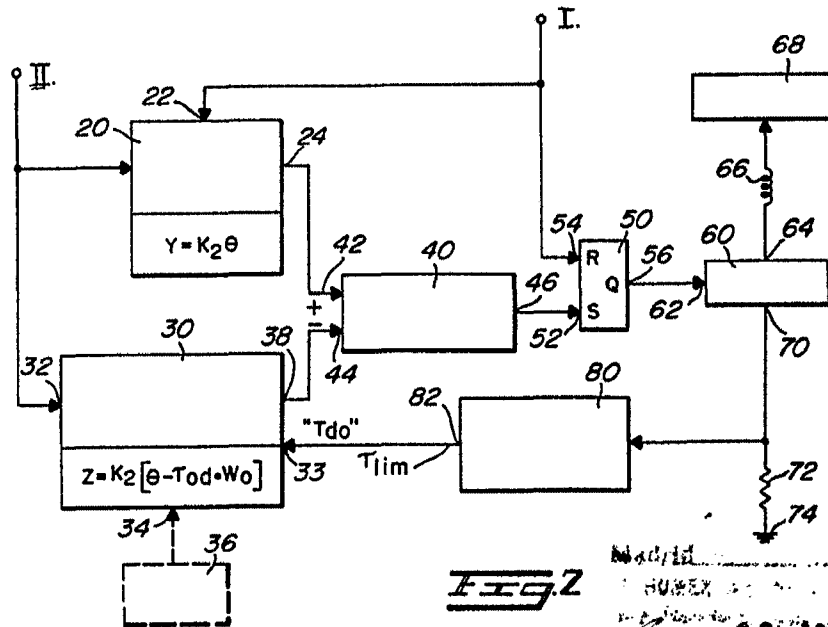 I.
68
II.
22
20
24
66
Y = K₂θ
42
40
54
50
R
56
60
64
+
46
Q
–
S
62
52
44
70
30
38
32
80
"Tdo"
82
Z = K₂[θ-Tod•Wo]
33
Tlim
72
34
74
36
Fig. 2
Madrid